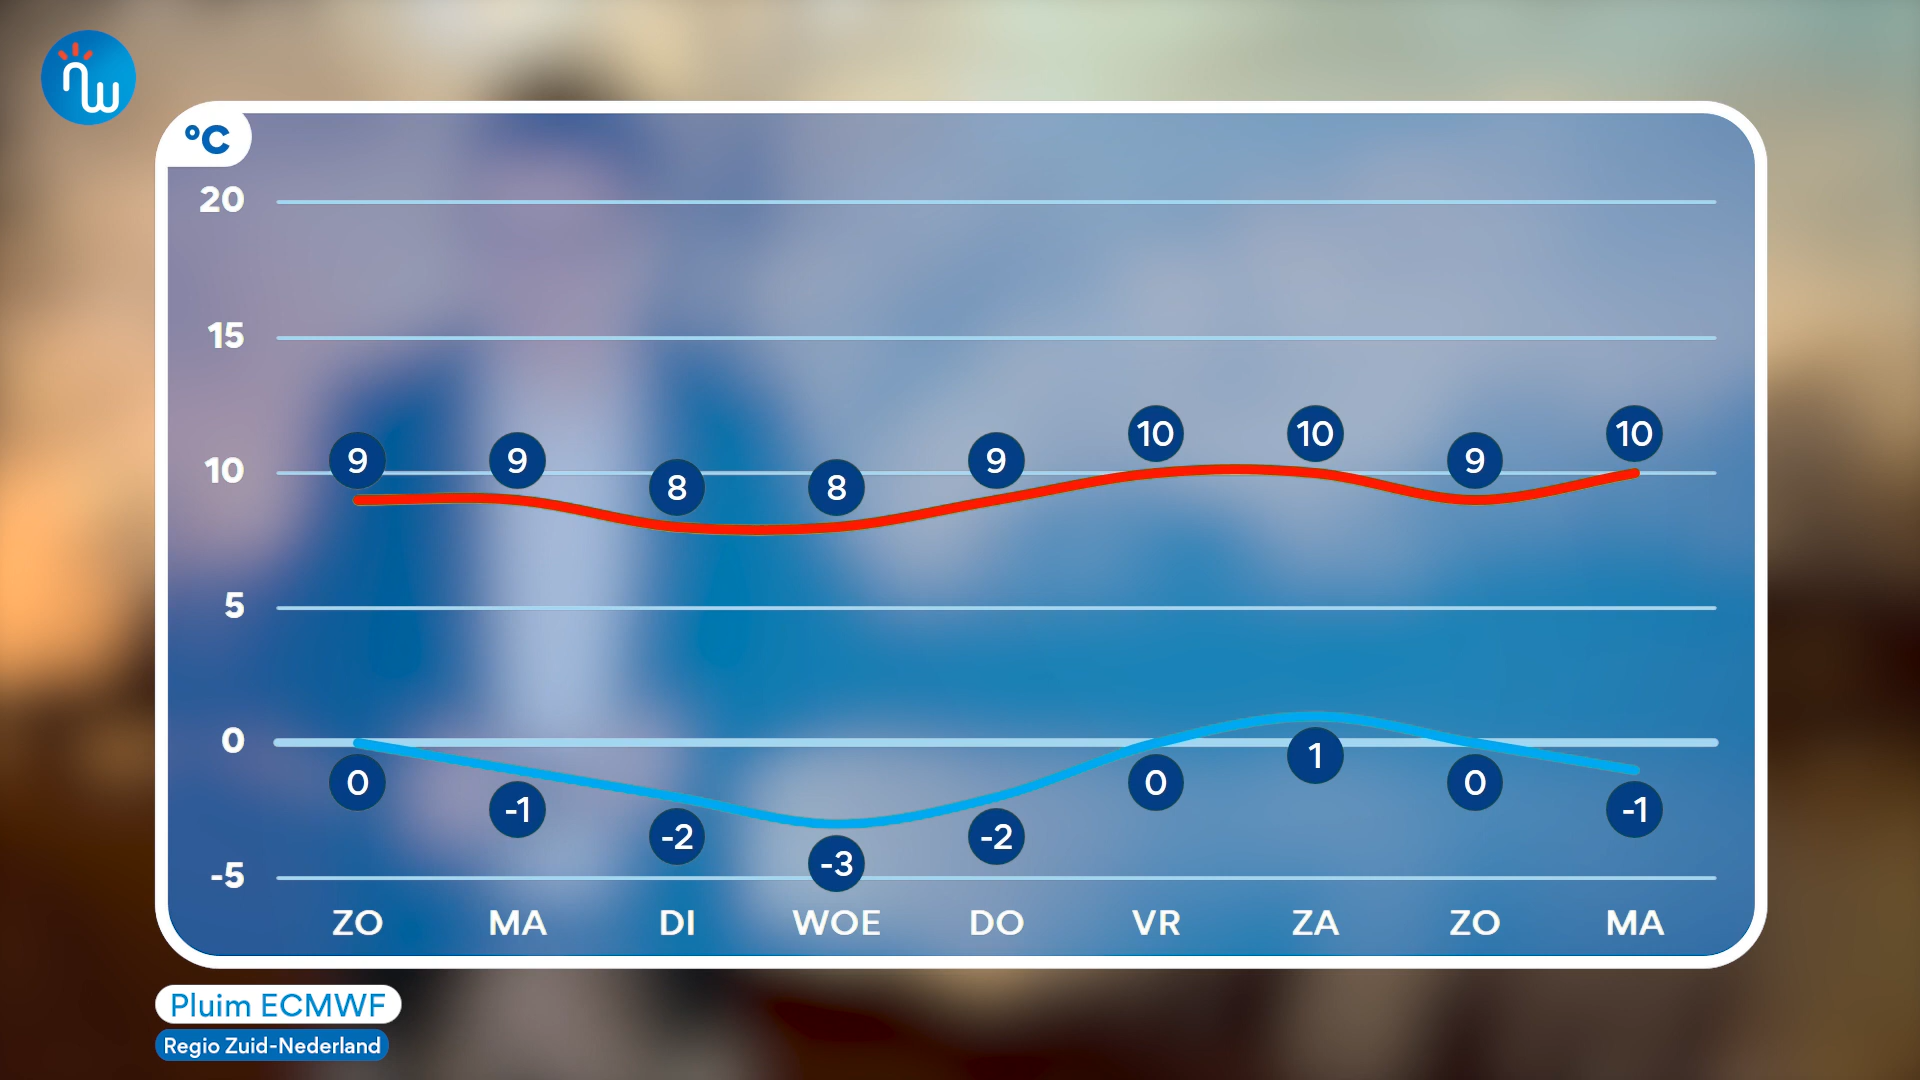 nw
°C
20
15
10
5
0
-5
9 9 8 8 9 10 10 9 10
0 -1 -2 -3 -2 0 1 0 -1
ZO MA DI WOE DO VR ZA ZO MA
Pluim ECMWF
Regio Zuid-Nederland